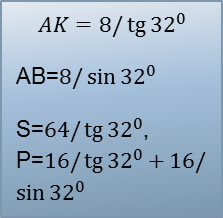 AK = 8/ tg 32⁰
AB=8/ sin 32⁰
S=64/ tg 32⁰,
P=16/ tg 32⁰ + 16/
sin 32⁰